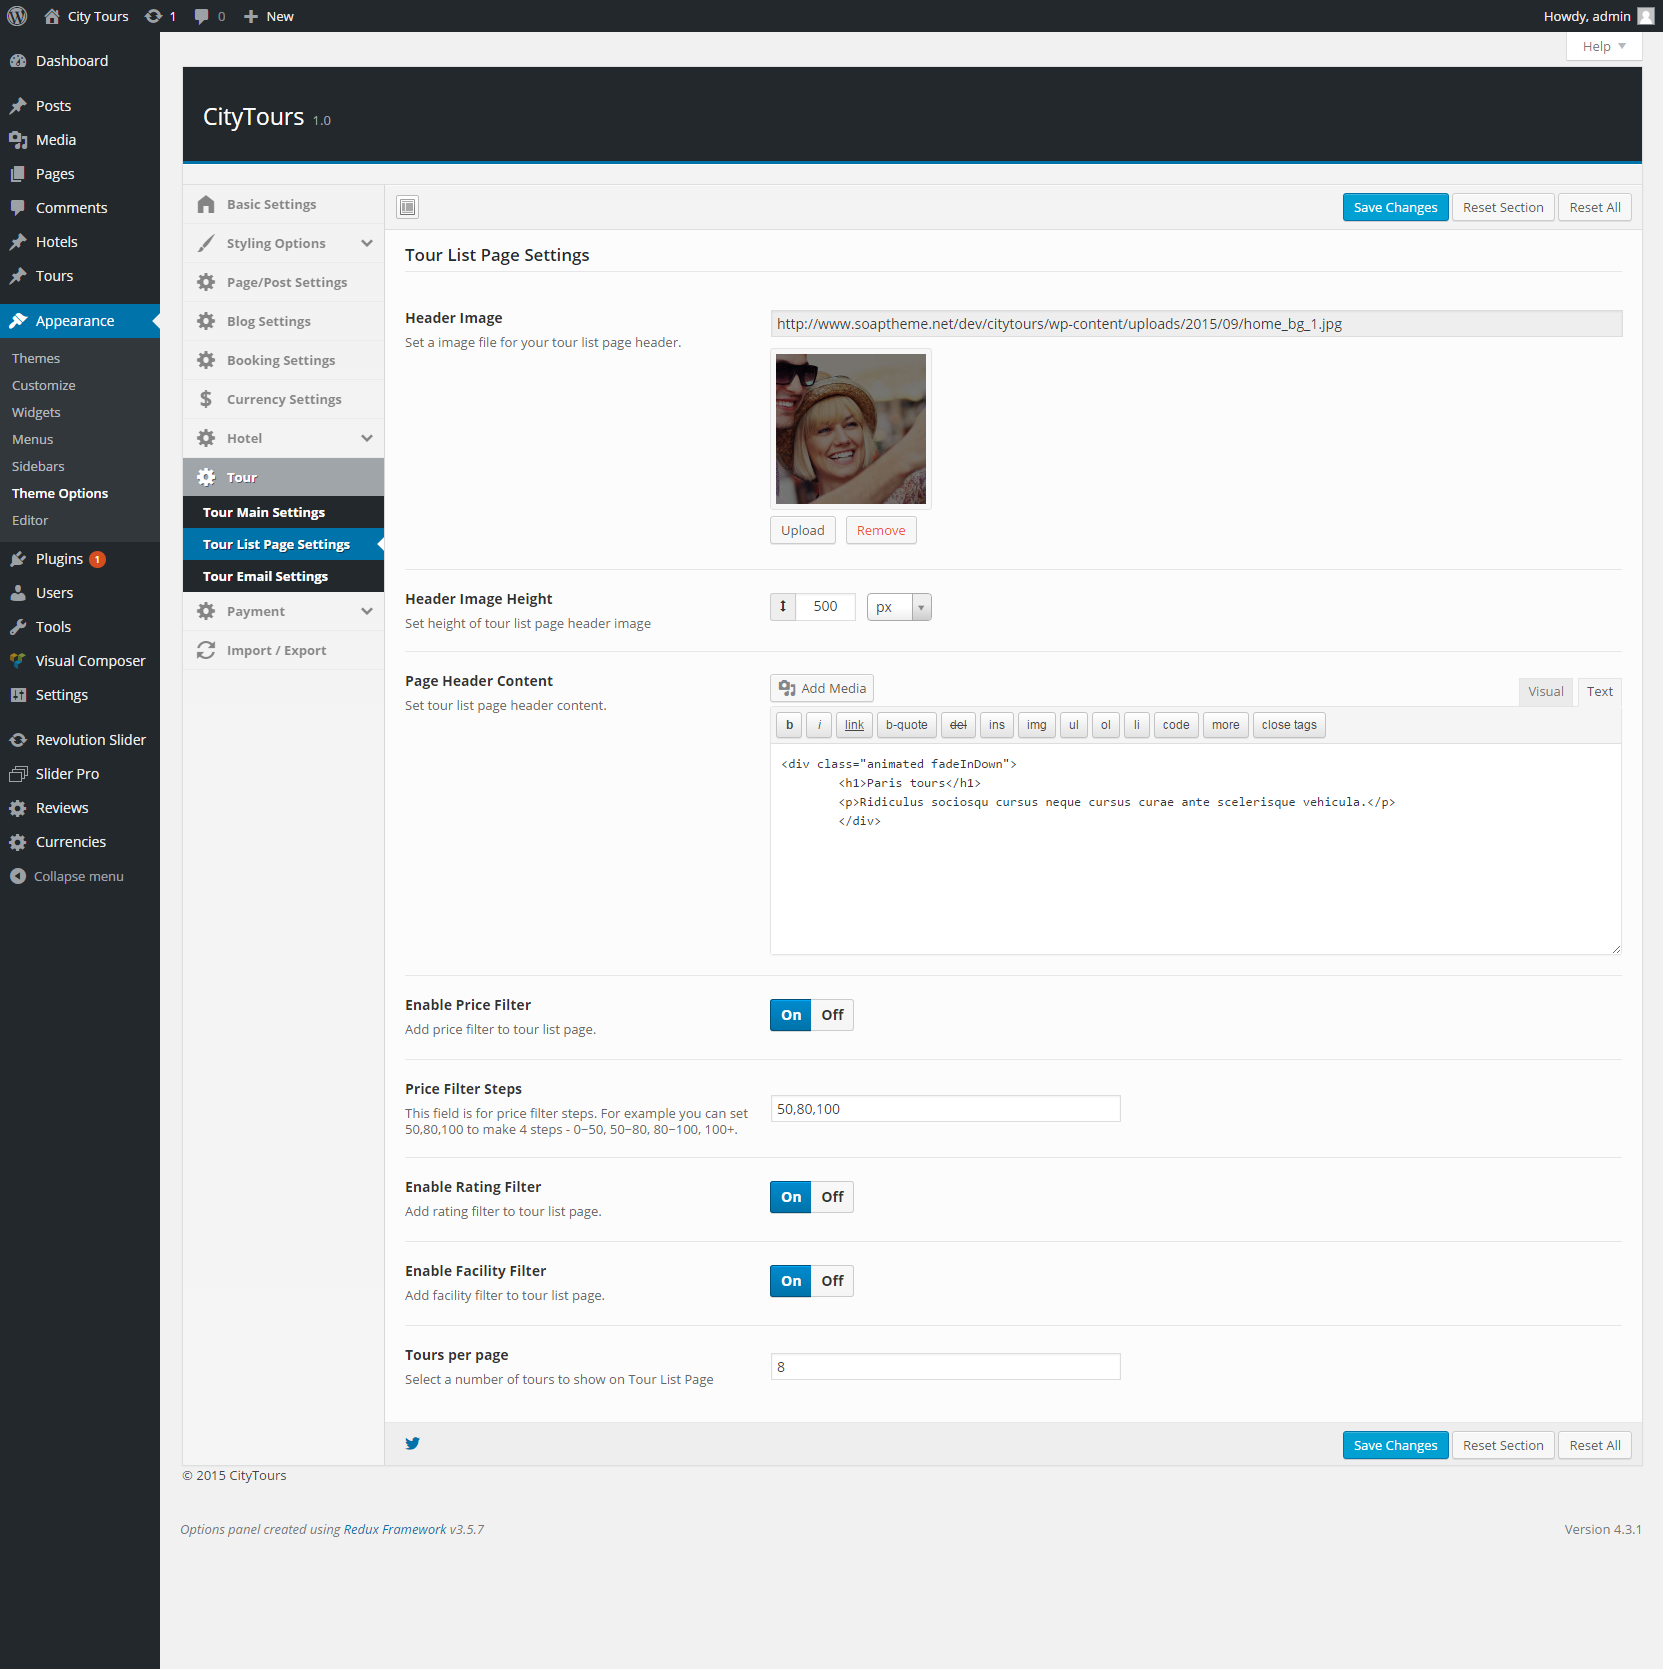 City Tours
1
0
New
Howdy, admin
Help
Dashboard
Posts
Media
Pages
Comments
Hotels
Tours
Appearance
Themes
Customize
Widgets
Menus
Sidebars
Theme Options
Editor
Plugins 1
Users
Tools
Visual Composer
Settings
Revolution Slider
Slider Pro
Reviews
Currencies
Collapse menu
CityTours 1.0
Basic Settings
Styling Options
Page/Post Settings
Blog Settings
Booking Settings
Currency Settings
Hotel
Tour
Tour Main Settings
Tour List Page Settings
Tour Email Settings
Payment
Import / Export
Save Changes
Reset Section
Reset All
Tour List Page Settings
Header Image
Set a image file for your tour list page header.
http://www.soaptheme.net/dev/citytours/wp-content/uploads/2015/09/home_bg_1.jpg
Upload
Remove
Header Image Height
Set height of tour list page header image
500
px
Page Header Content
Set tour list page header content.
Add Media
Visual
Text
b
i
link
b-quote
del
ins
img
ul
ol
li
code
more
close tags
<div class="animated fadeInDown">
<h1>Paris tours</h1>
<p>Ridiculus sociosqu cursus neque cursus curae ante scelerisque vehicula.</p>
</div>
Enable Price Filter
Add price filter to tour list page.
On
Off
Price Filter Steps
This field is for price filter steps. For example you can set
50,80,100 to make 4 steps - 0~50, 50~80, 80~100, 100+.
50,80,100
Enable Rating Filter
Add rating filter to tour list page.
On
Off
Enable Facility Filter
Add facility filter to tour list page.
On
Off
Tours per page
Select a number of tours to show on Tour List Page
8
Save Changes
Reset Section
Reset All
© 2015 CityTours
Options panel created using Redux Framework v3.5.7
Version 4.3.1